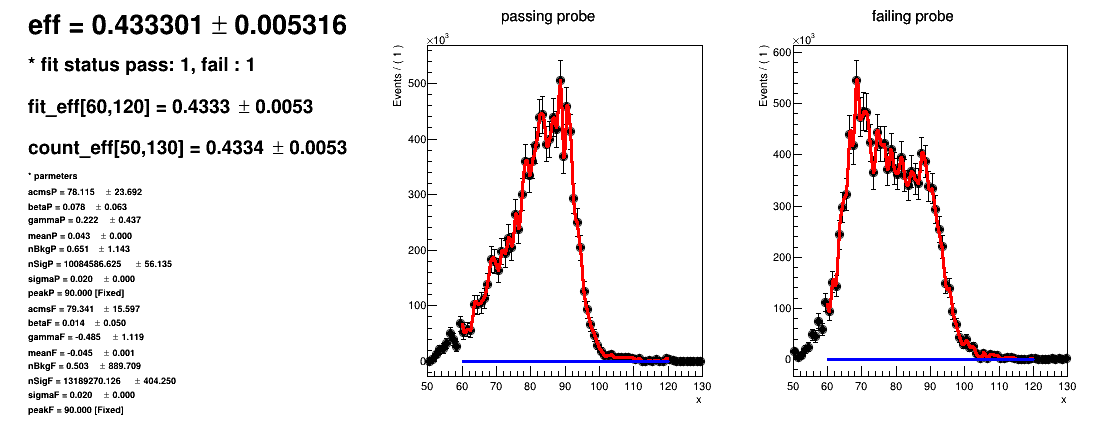 eff = 0.433301 ± 0.005316
* fit status pass: 1, fail : 1
fit_eff[60,120] = 0.4333 ± 0.0053
count_eff[50,130] = 0.4334 ± 0.0053
* parmeters
acmsP = 78.115 ± 23.692
betaP = 0.078 ± 0.063
gammaP = 0.222 ± 0.437
meanP = 0.043 ± 0.000
nBkgP = 0.651 ± 1.143
nSigP = 10084586.625 ± 56.135
sigmaP = 0.020 ± 0.000
peakP = 90.000 [Fixed]
acmsF = 79.341 ± 15.597
betaF = 0.014 ± 0.050
gammaF = -0.485 ± 1.119
meanF = -0.045 ± 0.001
nBkgF = 0.503 ± 889.709
nSigF = 13189270.126 ± 404.250
sigmaF = 0.020 ± 0.000
peakF = 90.000 [Fixed]
passing probe
×10³
Events / ( 1 )
500
400
300
200
100
0
50 60 70 80 90 100 110 120 130
x
failing probe
×10³
Events / ( 1 )
600
500
400
300
200
100
0
50 60 70 80 90 100 110 120 130
x